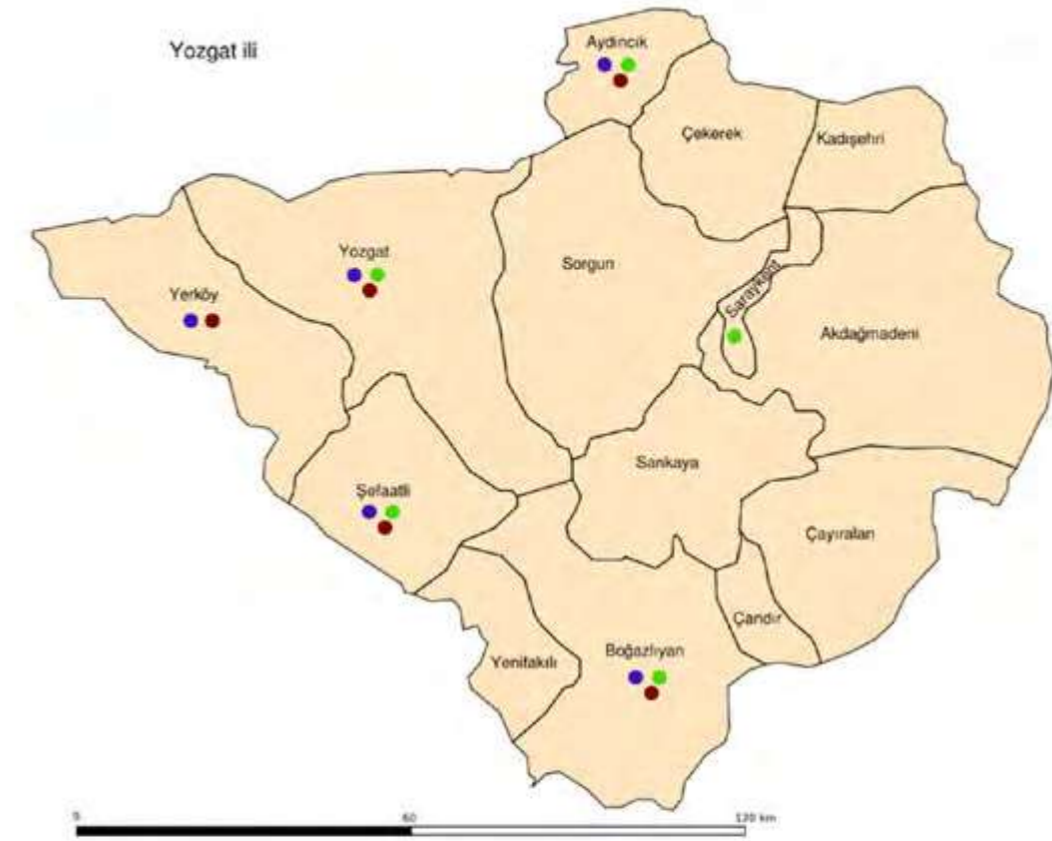 Yozgat ili
Aydıncık
Çekerek
Kadışehri
Yozgat
Sorgun
Yerköy
Saraykent
Akdağmadeni
Sarıkaya
Şefaatli
Çayıralan
Çandır
Boğazlıyan
Yenifakılı
0 60 120 km